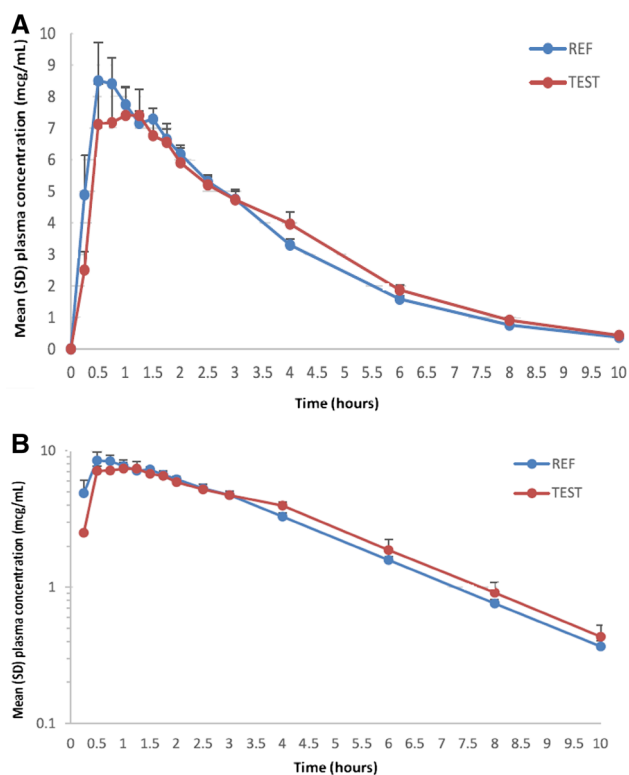 A
Mean (SD) plasma concentration (mcg/mL)
10
9
8
7
6
5
4
3
2
1
0
REF
TEST
0 0.5 1 1.5 2 2.5 3 3.5 4 4.5 5 5.5 6 6.5 7 7.5 8 8.5 9 9.5 10
Time (hours)
B
Mean (SD) plasma concentration (mcg/mL)
10
1
0.1
REF
TEST
0 0.5 1 1.5 2 2.5 3 3.5 4 4.5 5 5.5 6 6.5 7 7.5 8 8.5 9 9.5 10
Time (hours)